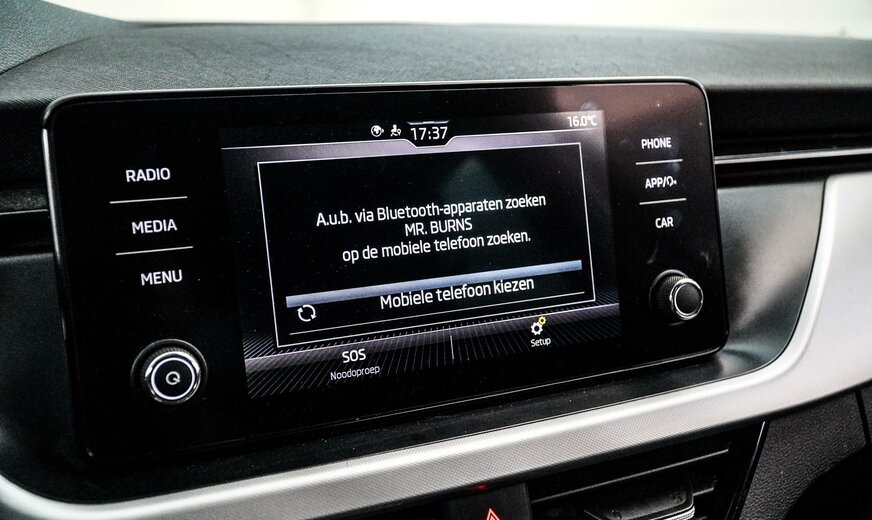 17:37
16.0°C
RADIO
MEDIA
MENU
A.u.b. via Bluetooth-apparaten zoeken
MR. BURNS
op de mobiele telefoon zoeken.
Mobiele telefoon kiezen
SOS
Noodoproep
Setup
PHONE
APP/
CAR